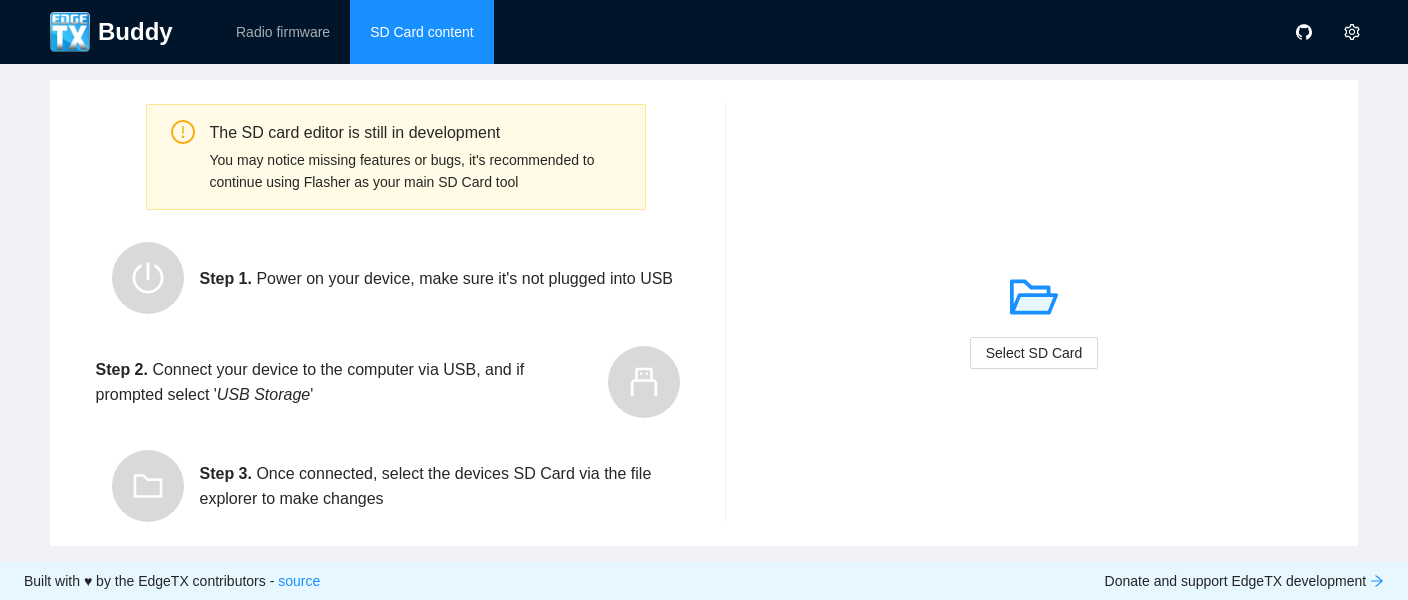 EDGE
TX
Buddy
Radio firmware
SD Card content
The SD card editor is still in development
You may notice missing features or bugs, it's recommended to
continue using Flasher as your main SD Card tool
Step 1. Power on your device, make sure it's not plugged into USB
Step 2. Connect your device to the computer via USB, and if
prompted select 'USB Storage'
Step 3. Once connected, select the devices SD Card via the file
explorer to make changes
Select SD Card
Built with ♥ by the EdgeTX contributors - source
Donate and support EdgeTX development